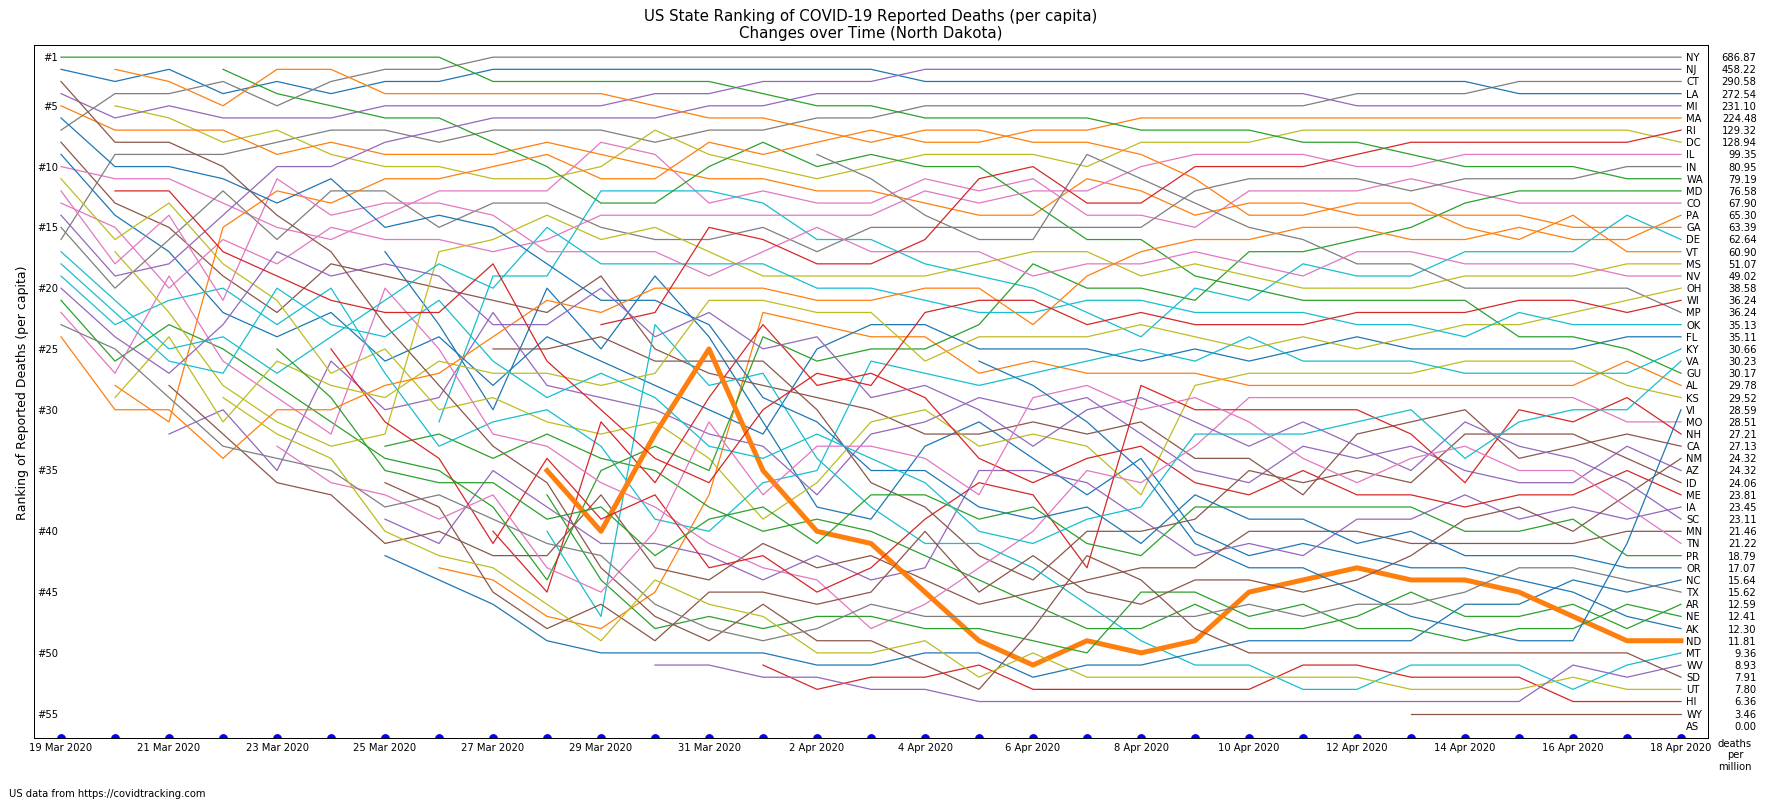 US State Ranking of COVID-19 Reported Deaths (per capita)
Changes over Time (North Dakota)
Ranking of Reported Deaths (per capita)
#1
#5
#10
#15
#20
#25
#30
#35
#40
#45
#50
#55
NY 686.87
NJ 458.22
CT 290.58
LA 272.54
MI 231.10
MA 224.48
RI 129.32
DC 128.94
IL 99.35
IN 80.95
WA 79.19
MD 76.58
CO 67.90
PA 65.30
GA 63.39
DE 62.64
VT 60.90
MS 51.07
NV 49.02
OH 38.58
WI 36.24
MP 36.24
OK 35.13
FL 35.11
KY 30.66
VA 30.23
GU 30.17
AL 29.78
KS 29.52
VI 28.59
MO 28.51
NH 27.21
CA 27.13
NM 24.32
AZ 24.32
ID 24.06
ME 23.81
IA 23.45
SC 23.11
MN 21.46
TN 21.22
PR 18.79
OR 17.07
NC 15.64
TX 15.62
AR 12.59
NE 12.41
AK 12.30
ND 11.81
MT 9.36
WV 8.93
SD 7.91
UT 7.80
HI 6.36
WY 3.46
AS 0.00
19 Mar 2020 21 Mar 2020 23 Mar 2020 25 Mar 2020 27 Mar 2020 29 Mar 2020 31 Mar 2020 2 Apr 2020 4 Apr 2020 6 Apr 2020 8 Apr 2020 10 Apr 2020 12 Apr 2020 14 Apr 2020 16 Apr 2020 18 Apr 2020
deaths
per
million
US data from https://covidtracking.com